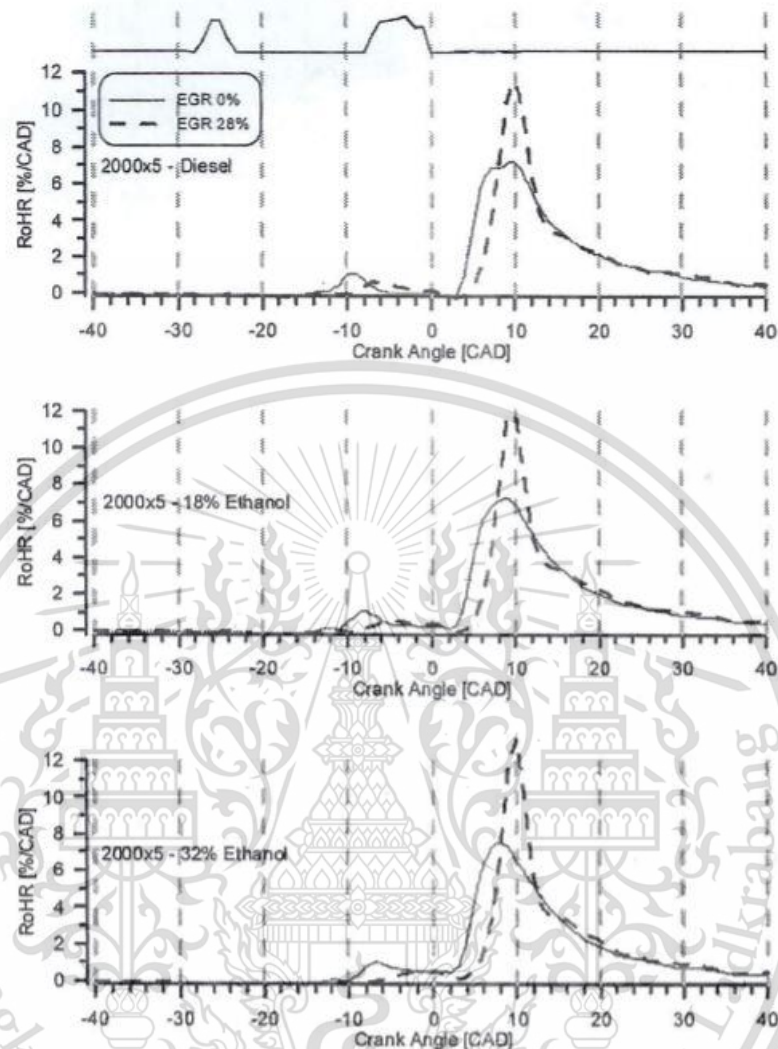 12
10
8
6
4
2
0
RoHR [%/CAD]
EGR 0%
EGR 28%
2000x5 - Diesel
-40 -30 -20 -10 0 10 20 30 40
Crank Angle [CAD]
12
10
8
6
4
2
0
RoHR [%/CAD]
2000x5 - 18% Ethanol
-40 -30 -20 -10 0 10 20 30 40
Crank Angle [CAD]
12
10
8
6
4
2
0
RoHR [%/CAD]
2000x5 - 32% Ethanol
-40 -30 -20 -10 0 10 20 30 40
Crank Angle [CAD]
Ladkrabang